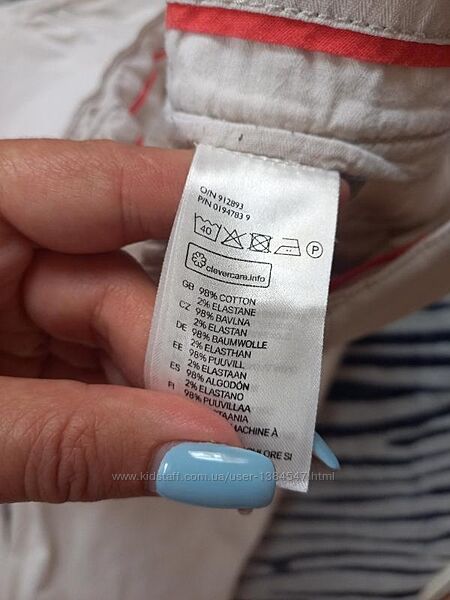 O/N 912893
P/N 0194783 9
40 P
clevercare.info
GB 98% COTTON
2% ELASTANE
CZ 98% BAVLNA
2% ELASTAN
DE 98% BAUMWOLLE
2% ELASTHAN
EE 98% PUUVILL
2% ELASTAAN
ES 98% ALGODÓN
2% ELASTANO
FI 98% PUUVILLAA
MACHINE À
SI
www.kidstaff.com.ua/user-1384547.html